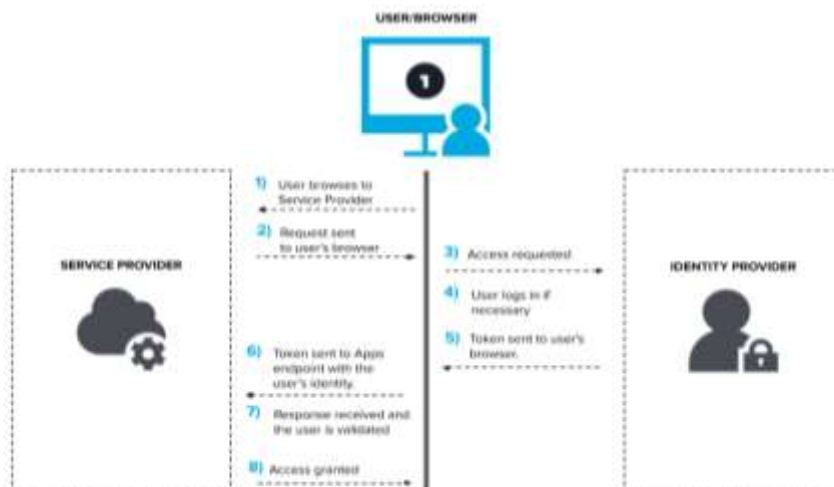 USER/BROWSER
1
1) User browses to
Service Provider
2) Request sent
to user's browser
3) Access requested
SERVICE PROVIDER
IDENTITY PROVIDER
4) User logs in if
necessary
5) Token sent to user's
browser.
6) Token sent to Apps
endpoint with the
user's identity.
7) Response received and
the user is validated
8) Access granted